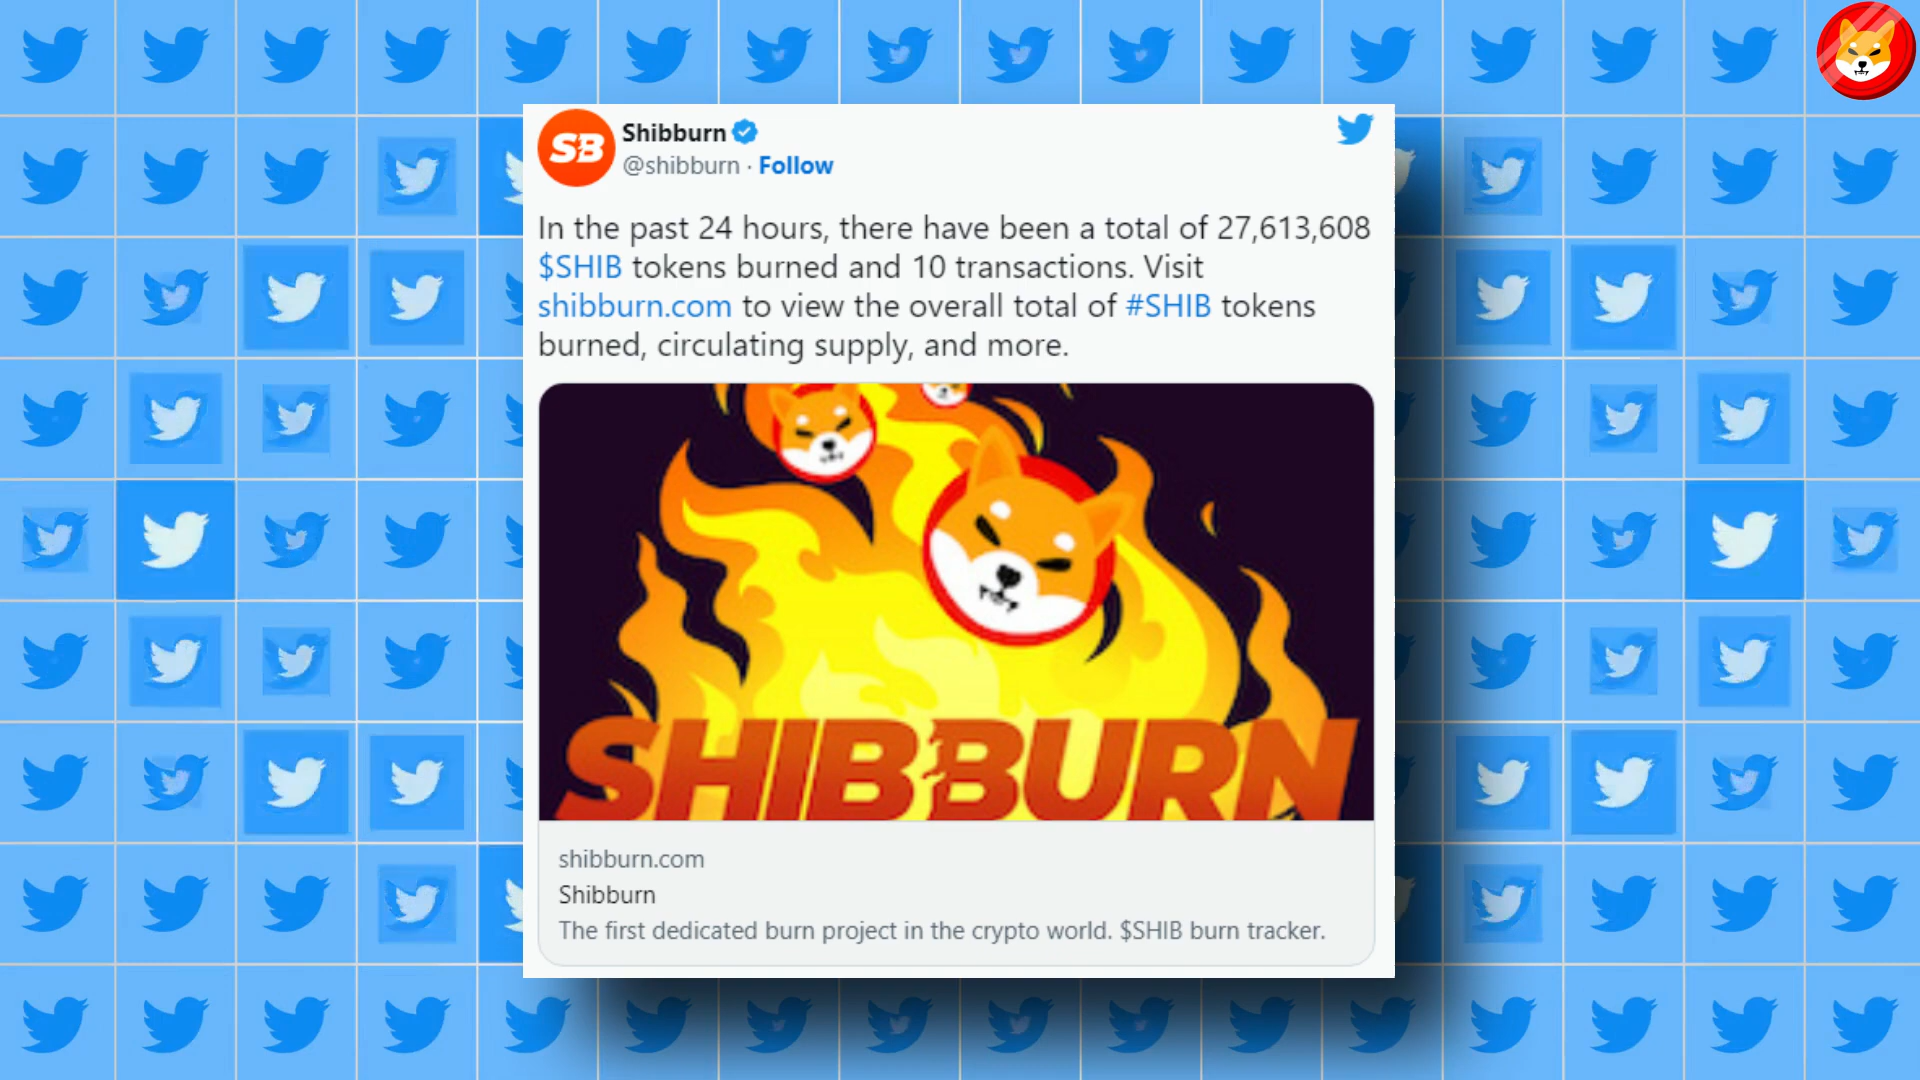 SB
Shibburn
@shibburn · Follow
In the past 24 hours, there have been a total of 27,613,608
$SHIB tokens burned and 10 transactions. Visit
shibburn.com to view the overall total of #SHIB tokens
burned, circulating supply, and more.
SHIBBURN
shibburn.com
Shibburn
The first dedicated burn project in the crypto world. $SHIB burn tracker.